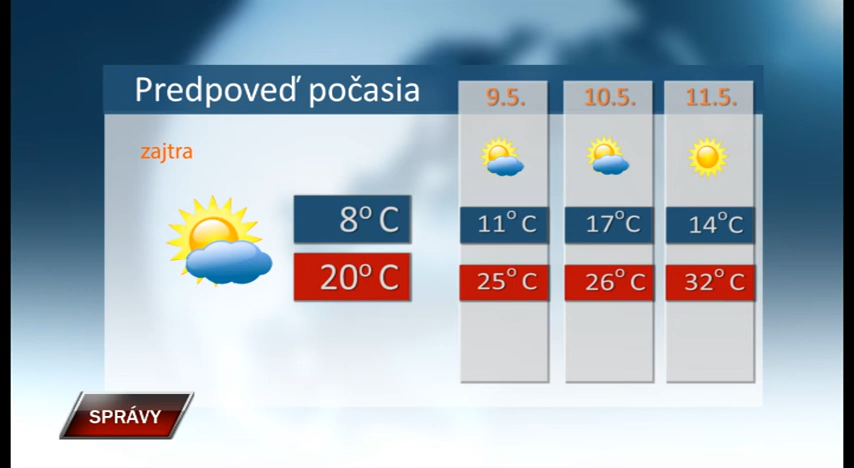 Predpoveď počasia
zajtra
8° C
20° C
9.5.
11° C
25° C
10.5.
17°C
26° C
11.5.
14°C
32° C
SPRÁVY